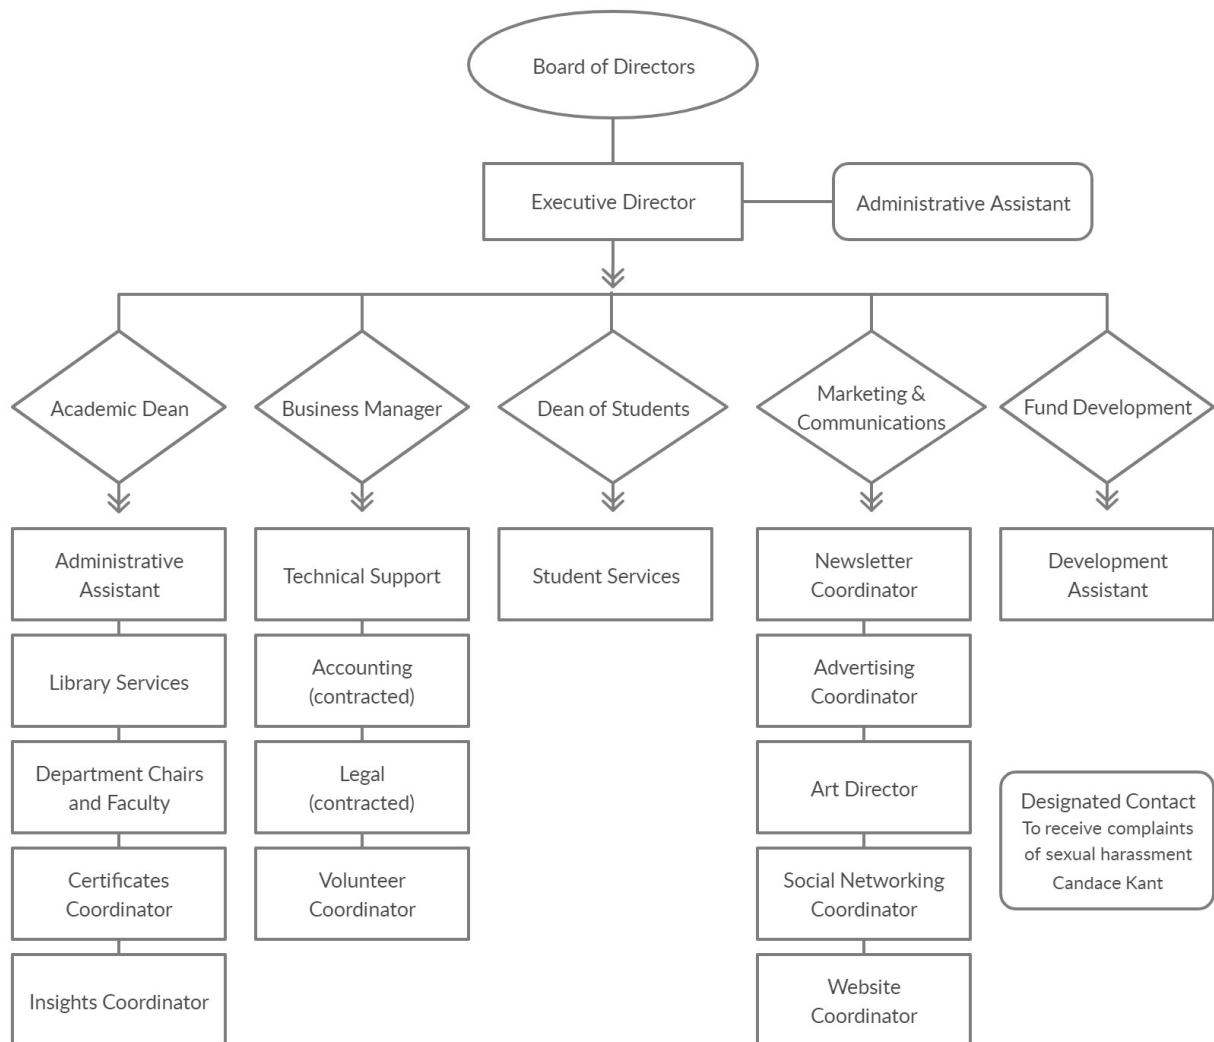 Board of Directors
Executive Director
Administrative Assistant
Academic Dean
Business Manager
Dean of Students
Marketing &
Communications
Fund Development
Administrative
Assistant
Library Services
Department Chairs
and Faculty
Certificates
Coordinator
Insights Coordinator
Technical Support
Accounting
(contracted)
Legal
(contracted)
Volunteer
Coordinator
Student Services
Newsletter
Coordinator
Advertising
Coordinator
Art Director
Social Networking
Coordinator
Website
Coordinator
Development
Assistant
Designated Contact
To receive complaints
of sexual harassment
Candace Kant